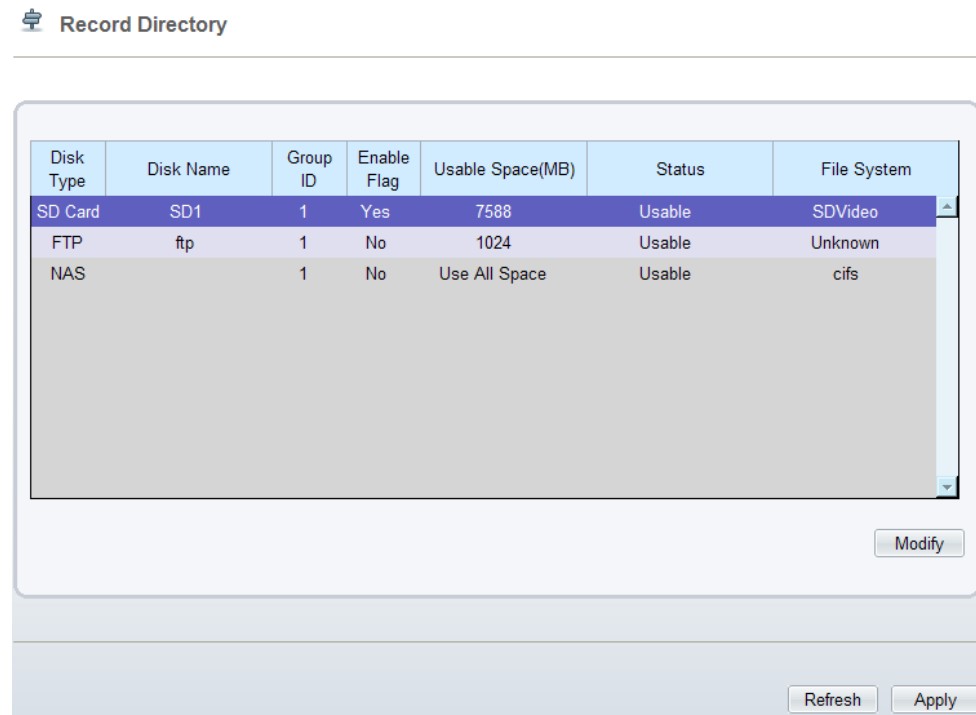 Record Directory
Disk Type Disk Name Group ID Enable Flag Usable Space(MB) Status File System
SD Card SD1 1 Yes 7588 Usable SDVideo
FTP ftp 1 No 1024 Usable Unknown
NAS 1 No Use All Space Usable cifs
Modify
Refresh Apply